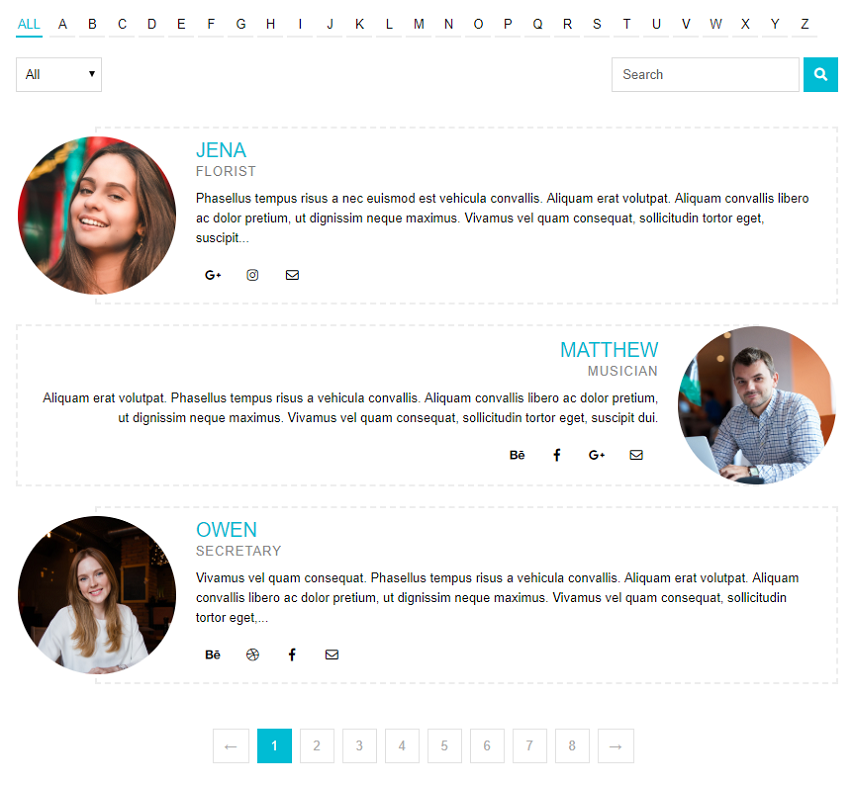 ALL A B C D E F G H I J K L M N O P Q R S T U V W X Y Z
All
Search
JENA
FLORIST
Phasellus tempus risus a nec euismod est vehicula convallis. Aliquam erat volutpat. Aliquam convallis libero
ac dolor pretium, ut dignissim neque maximus. Vivamus vel quam consequat, sollicitudin tortor eget,
suscipit...
G+
MATTHEW
MUSICIAN
Aliquam erat volutpat. Phasellus tempus risus a vehicula convallis. Aliquam convallis libero ac dolor pretium,
ut dignissim neque maximus. Vivamus vel quam consequat, sollicitudin tortor eget, suscipit dui.
Bē f G+
OWEN
SECRETARY
Vivamus vel quam consequat. Phasellus tempus risus a vehicula convallis. Aliquam erat volutpat. Aliquam
convallis libero ac dolor pretium, ut dignissim neque maximus. Vivamus vel quam consequat, sollicitudin
tortor eget,...
Bē f
← 1 2 3 4 5 6 7 8 →